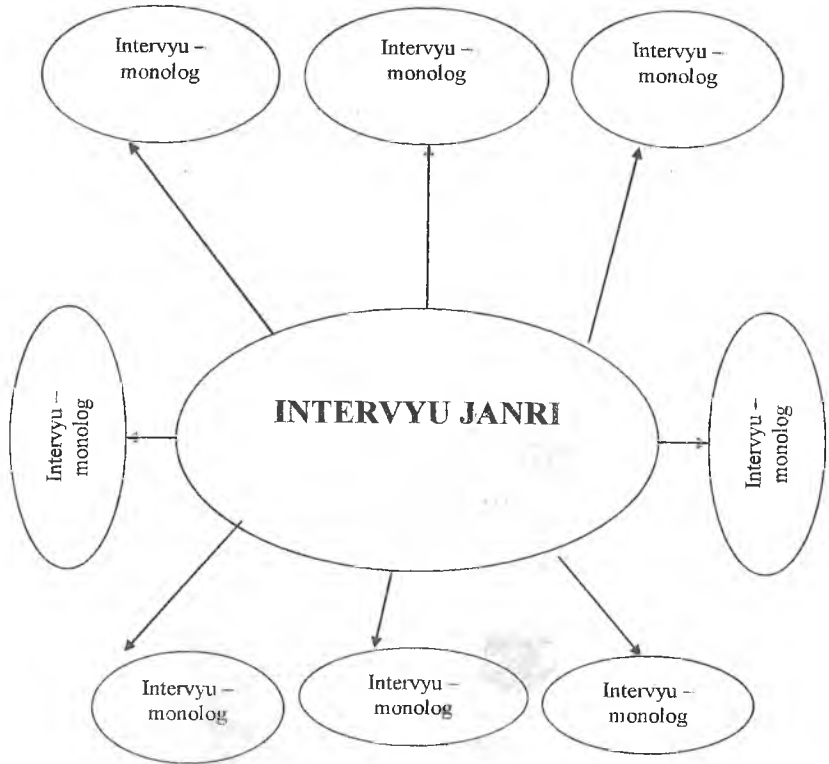 Intervyu –
monolog
Intervyu –
monolog
Intervyu –
monolog
Intervyu –
monolog
INTERVYU JANRI
Intervyu –
monolog
Intervyu –
monolog
Intervyu –
monolog
Intervyu –
monolog